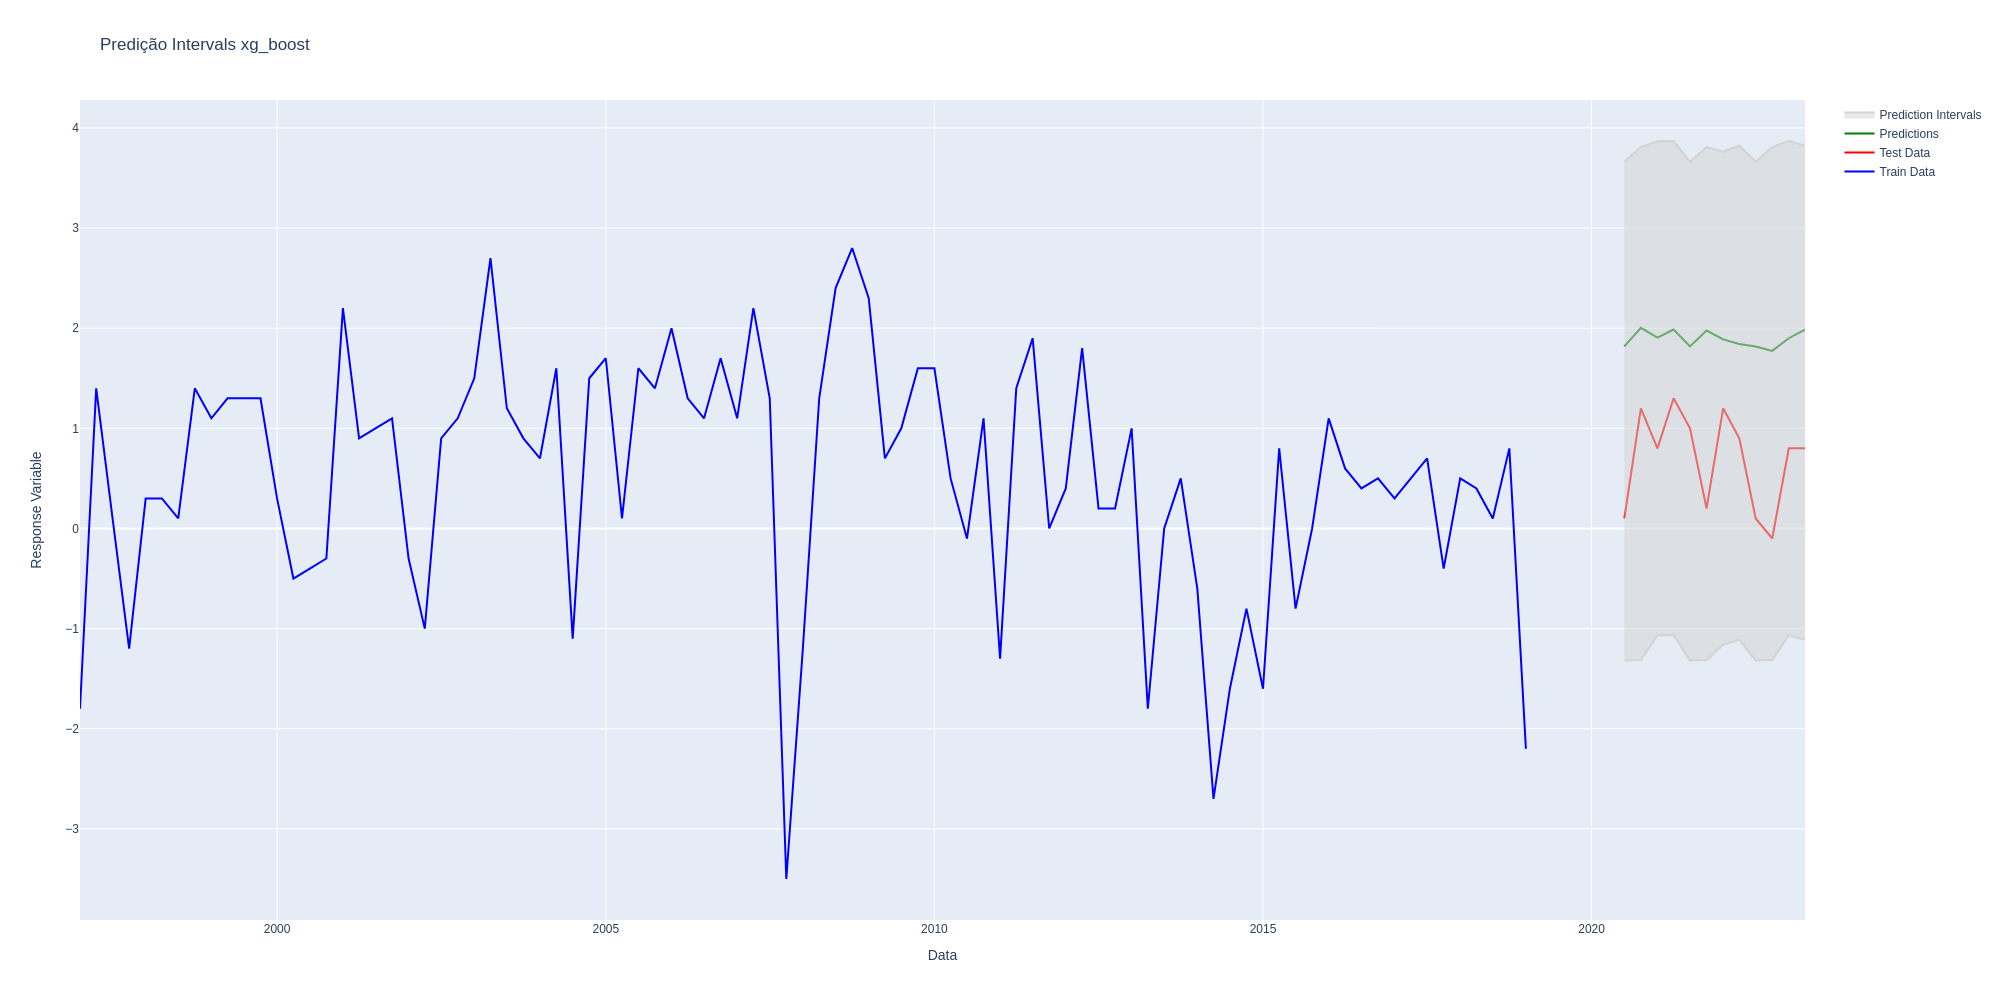 Predição Intervals xg_boost
Prediction Intervals
Predictions
Test Data
Train Data
Response Variable
4
3
2
1
0
−1
−2
−3
2000
2005
2010
2015
2020
Data